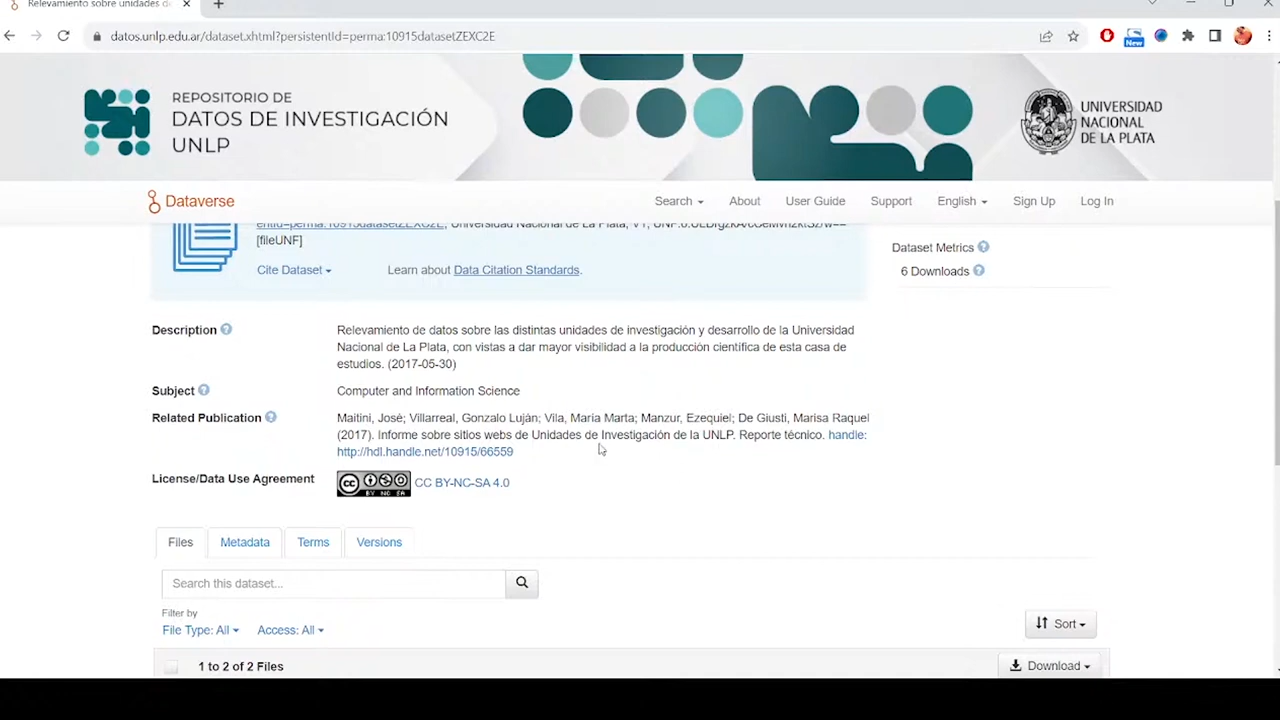 Relevamiento sobre unidades d
datos.unlp.edu.ar/dataset.xhtml?persistentId=perma:10915datasetZEXC2E
New
REPOSITORIO DE
DATOS DE INVESTIGACIÓN
UNLP
UNIVERSIDAD
NACIONAL
DE LA PLATA
Dataverse
Search
About
User Guide
Support
English
Sign Up
Log In
[fileUNF]
Cite Dataset
Learn about Data Citation Standards.
Dataset Metrics
6 Downloads
Description
Relevamiento de datos sobre las distintas unidades de investigación y desarrollo de la Universidad
Nacional de La Plata, con vistas a dar mayor visibilidad a la producción científica de esta casa de
estudios. (2017-05-30)
Subject
Computer and Information Science
Related Publication
Maitini, Josè; Villarreal, Gonzalo Luján; Vila, María Marta; Manzur, Ezequiel; De Giusti, Marisa Raquel
(2017). Informe sobre sitios webs de Unidades de Investigación de la UNLP. Reporte técnico. handle:
http://hdl.handle.net/10915/66559
License/Data Use Agreement
CC BY NC SA
CC BY-NC-SA 4.0
Files
Metadata
Terms
Versions
Search this dataset...
Filter by
File Type: All
Access: All
Sort
1 to 2 of 2 Files
Download